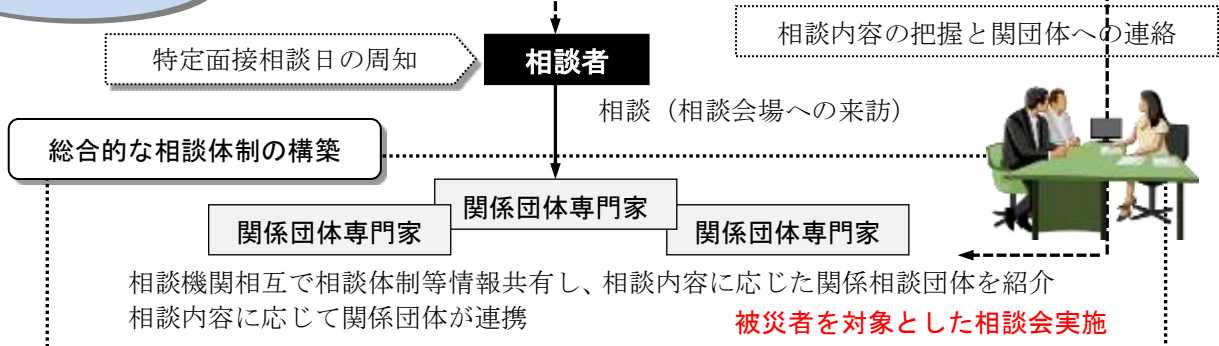 特定面接相談日の周知
相談者
相談内容の把握と関団体への連絡
相談（相談会場への来訪）
総合的な相談体制の構築
関係団体専門家
関係団体専門家
関係団体専門家
相談機関相互で相談体制等情報共有し、相談内容に応じた関係相談団体を紹介
相談内容に応じて関係団体が連携
被災者を対象とした相談会実施